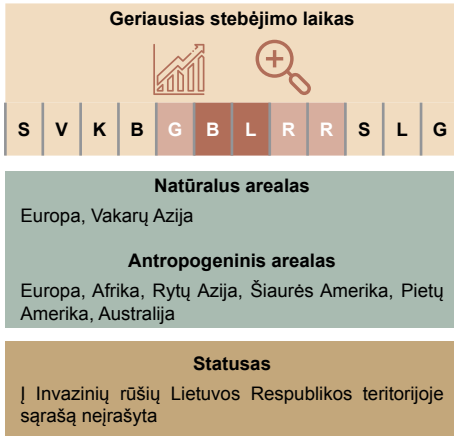 Geriausias stebėjimo laikas
S V K B G B L R R S L G
Natūralus arealas
Europa, Vakarų Azija
Antropogeninis arealas
Europa, Afrika, Rytų Azija, Šiaurės Amerika, Pietų
Amerika, Australija
Statusas
Į Invazinių rūšių Lietuvos Respublikos teritorijoje
sąrašą neįrašyta